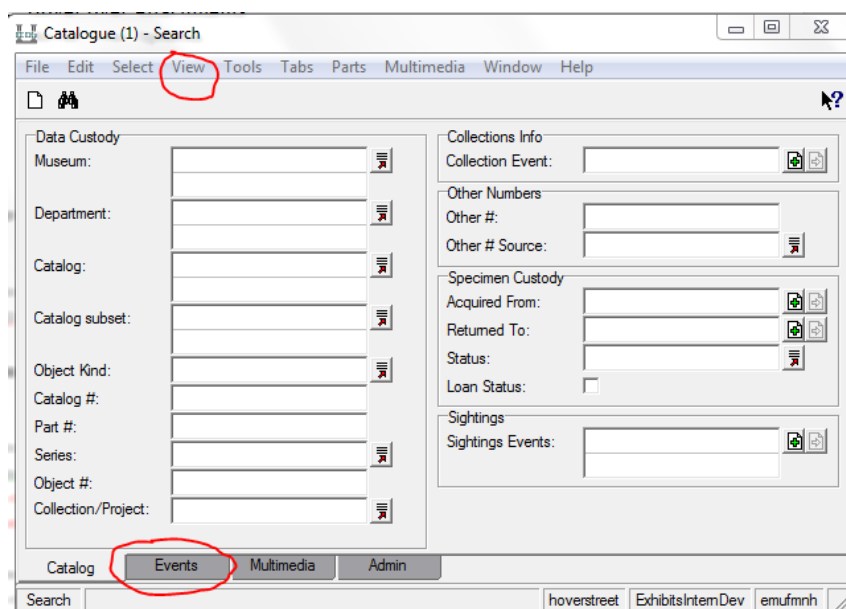 Catalogue (1) - Search
File Edit Select View Tools Tabs Parts Multimedia Window Help
Data Custody
Museum:
Department:
Catalog:
Catalog subset:
Object Kind:
Catalog #:
Part #:
Series:
Object #:
Collection/Project:
Collections Info
Collection Event:
Other Numbers
Other #:
Other # Source:
Specimen Custody
Acquired From:
Returned To:
Status:
Loan Status:
Sightings
Sightings Events:
Catalog Events Multimedia Admin
Search hoverstreet ExhibitsInternDev emufmnh